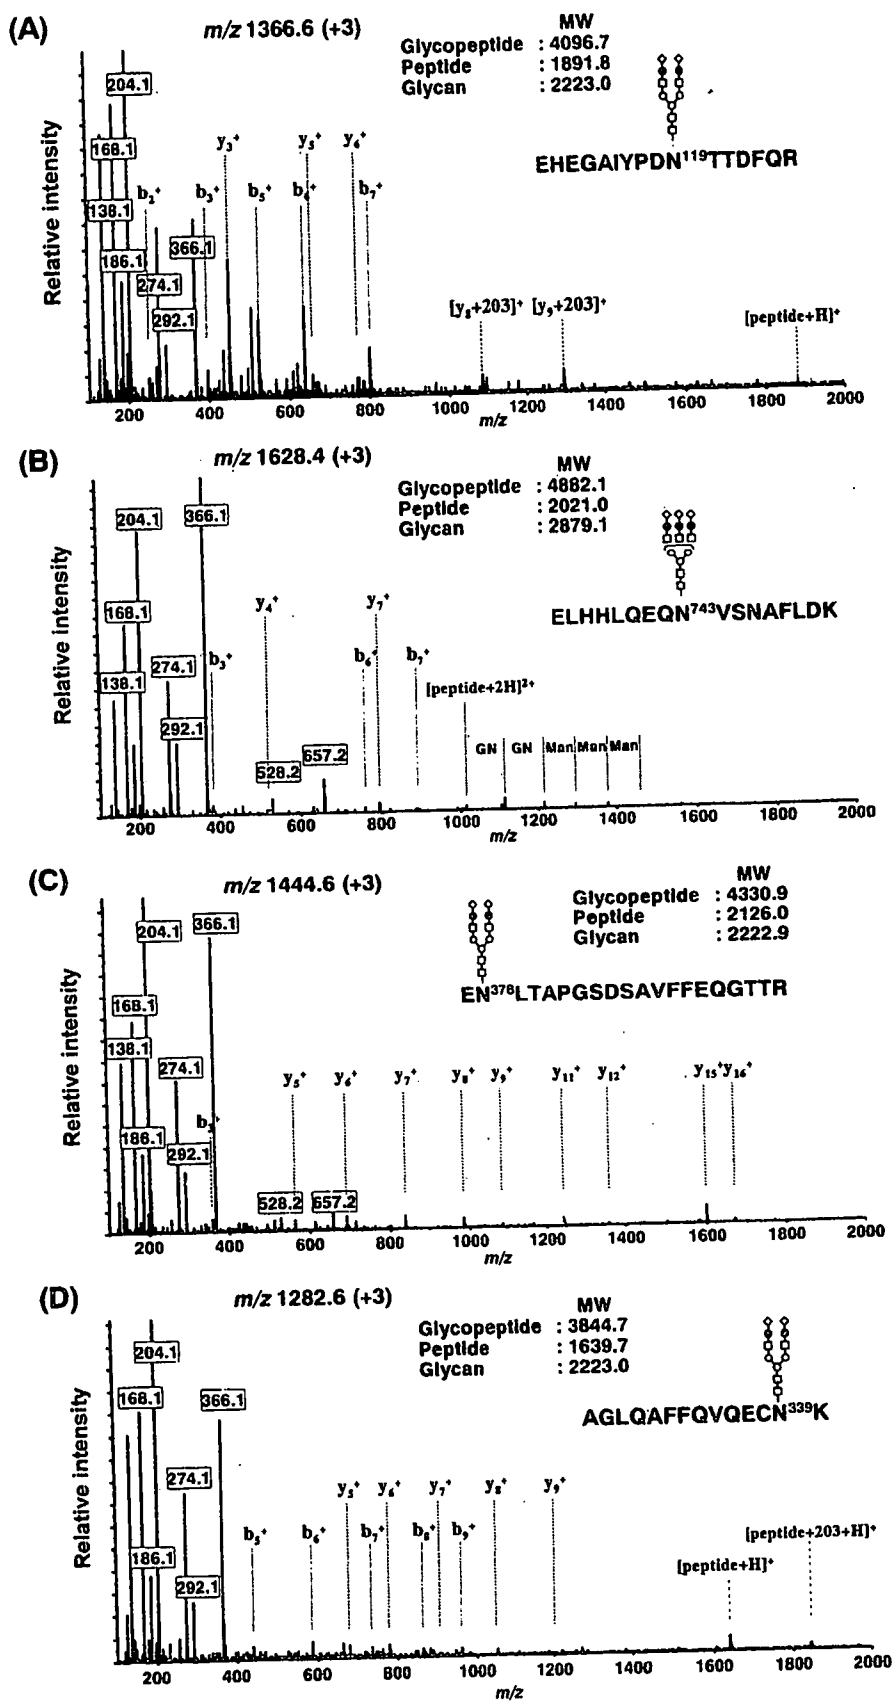 (A)
m/z 1366.6 (+3)
MW
Glycopeptide : 4096.7
Peptide : 1891.8
Glycan : 2223.0
EHEGAIYPDN119TTDFQR
Relative intensity
204.1
168.1
138.1
186.1
274.1
292.1
366.1
b2+
b3+
y3+
b5+
b6+
y5+
y6+
b7+
[y8+203]+
[y9+203]+
[peptide+H]+
200 400 600 800 1000 1200 1400 1600 1800 2000
m/z
(B)
m/z 1628.4 (+3)
MW
Glycopeptide : 4882.1
Peptide : 2021.0
Glycan : 2879.1
ELHHLQEQN743VSNAFLDK
Relative intensity
204.1
366.1
168.1
138.1
274.1
292.1
528.2
657.2
b3+
y4+
b6+
y7+
b7+
[peptide+2H]2+
GN GN Man Man Man
200 400 600 800 1000 1200 1400 1600 1800 2000
m/z
(C)
m/z 1444.6 (+3)
MW
Glycopeptide : 4330.9
Peptide : 2126.0
Glycan : 2222.9
EN378LTAPGSDSAVFFEQGTTR
Relative intensity
204.1
366.1
168.1
138.1
274.1
186.1
292.1
528.2
657.2
b3+
y5+
y6+
y7+
y8+
y9+
y11+
y12+
y15+
y16+
200 400 600 800 1000 1200 1400 1600 1800 2000
m/z
(D)
m/z 1282.6 (+3)
MW
Glycopeptide : 3844.7
Peptide : 1639.7
Glycan : 2223.0
AGLQAFFQVQECN339K
Relative intensity
204.1
168.1
366.1
274.1
186.1
292.1
b5+
b6+
y5+
b7+
y6+
b8+
y7+
b9+
y8+
y9+
[peptide+H]+
[peptide+203+H]+
200 400 600 800 1000 1200 1400 1600 1800 2000
m/z